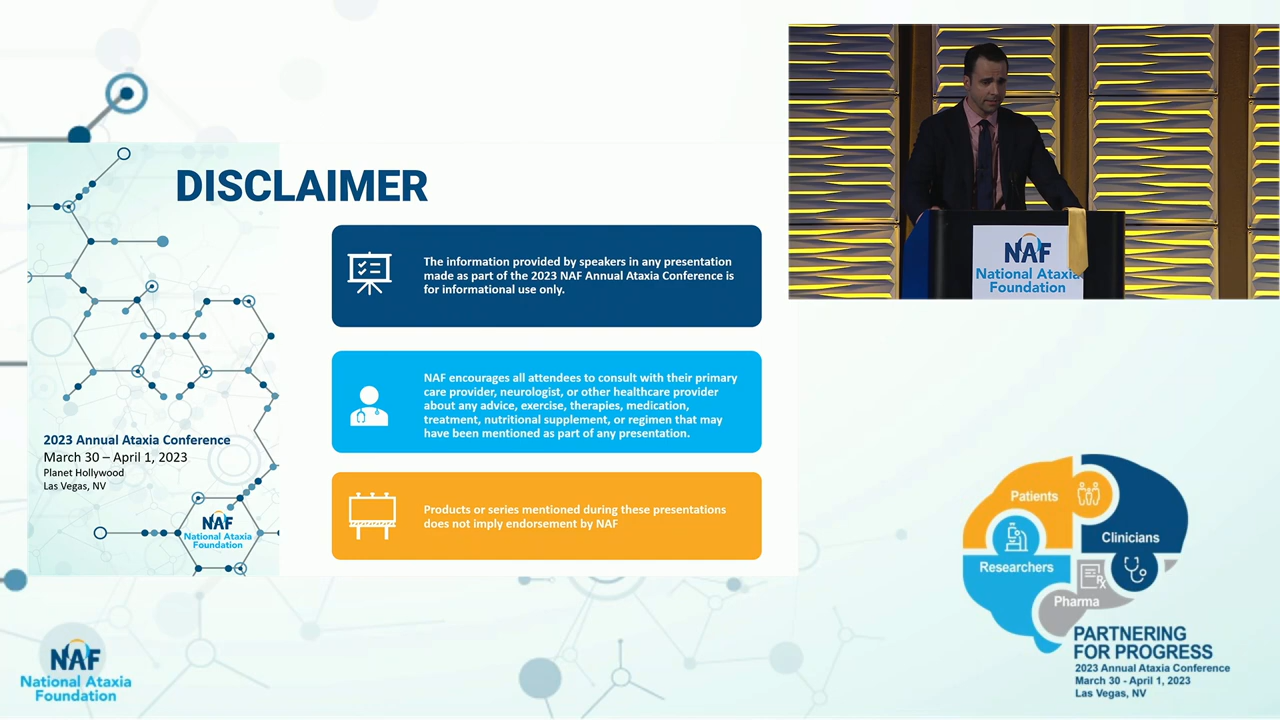 DISCLAIMER
The information provided by speakers in any presentation
made as part of the 2023 NAF Annual Ataxia Conference is
for informational use only.
NAF encourages all attendees to consult with their primary
care provider, neurologist, or other healthcare provider
about any advice, exercise, therapies, medication,
treatment, nutritional supplement, or regimen that may
have been mentioned as part of any presentation.
Products or series mentioned during these presentations
does not imply endorsement by NAF
2023 Annual Ataxia Conference
March 30 – April 1, 2023
Planet Hollywood
Las Vegas, NV
NAF
National Ataxia
Foundation
NAF
National Ataxia
Foundation
NAF
National Ataxia
Foundation
Patients
Clinicians
Researchers
Rx
Pharma
PARTNERING
FOR PROGRESS
2023 Annual Ataxia Conference
March 30 - April 1, 2023
Las Vegas, NV